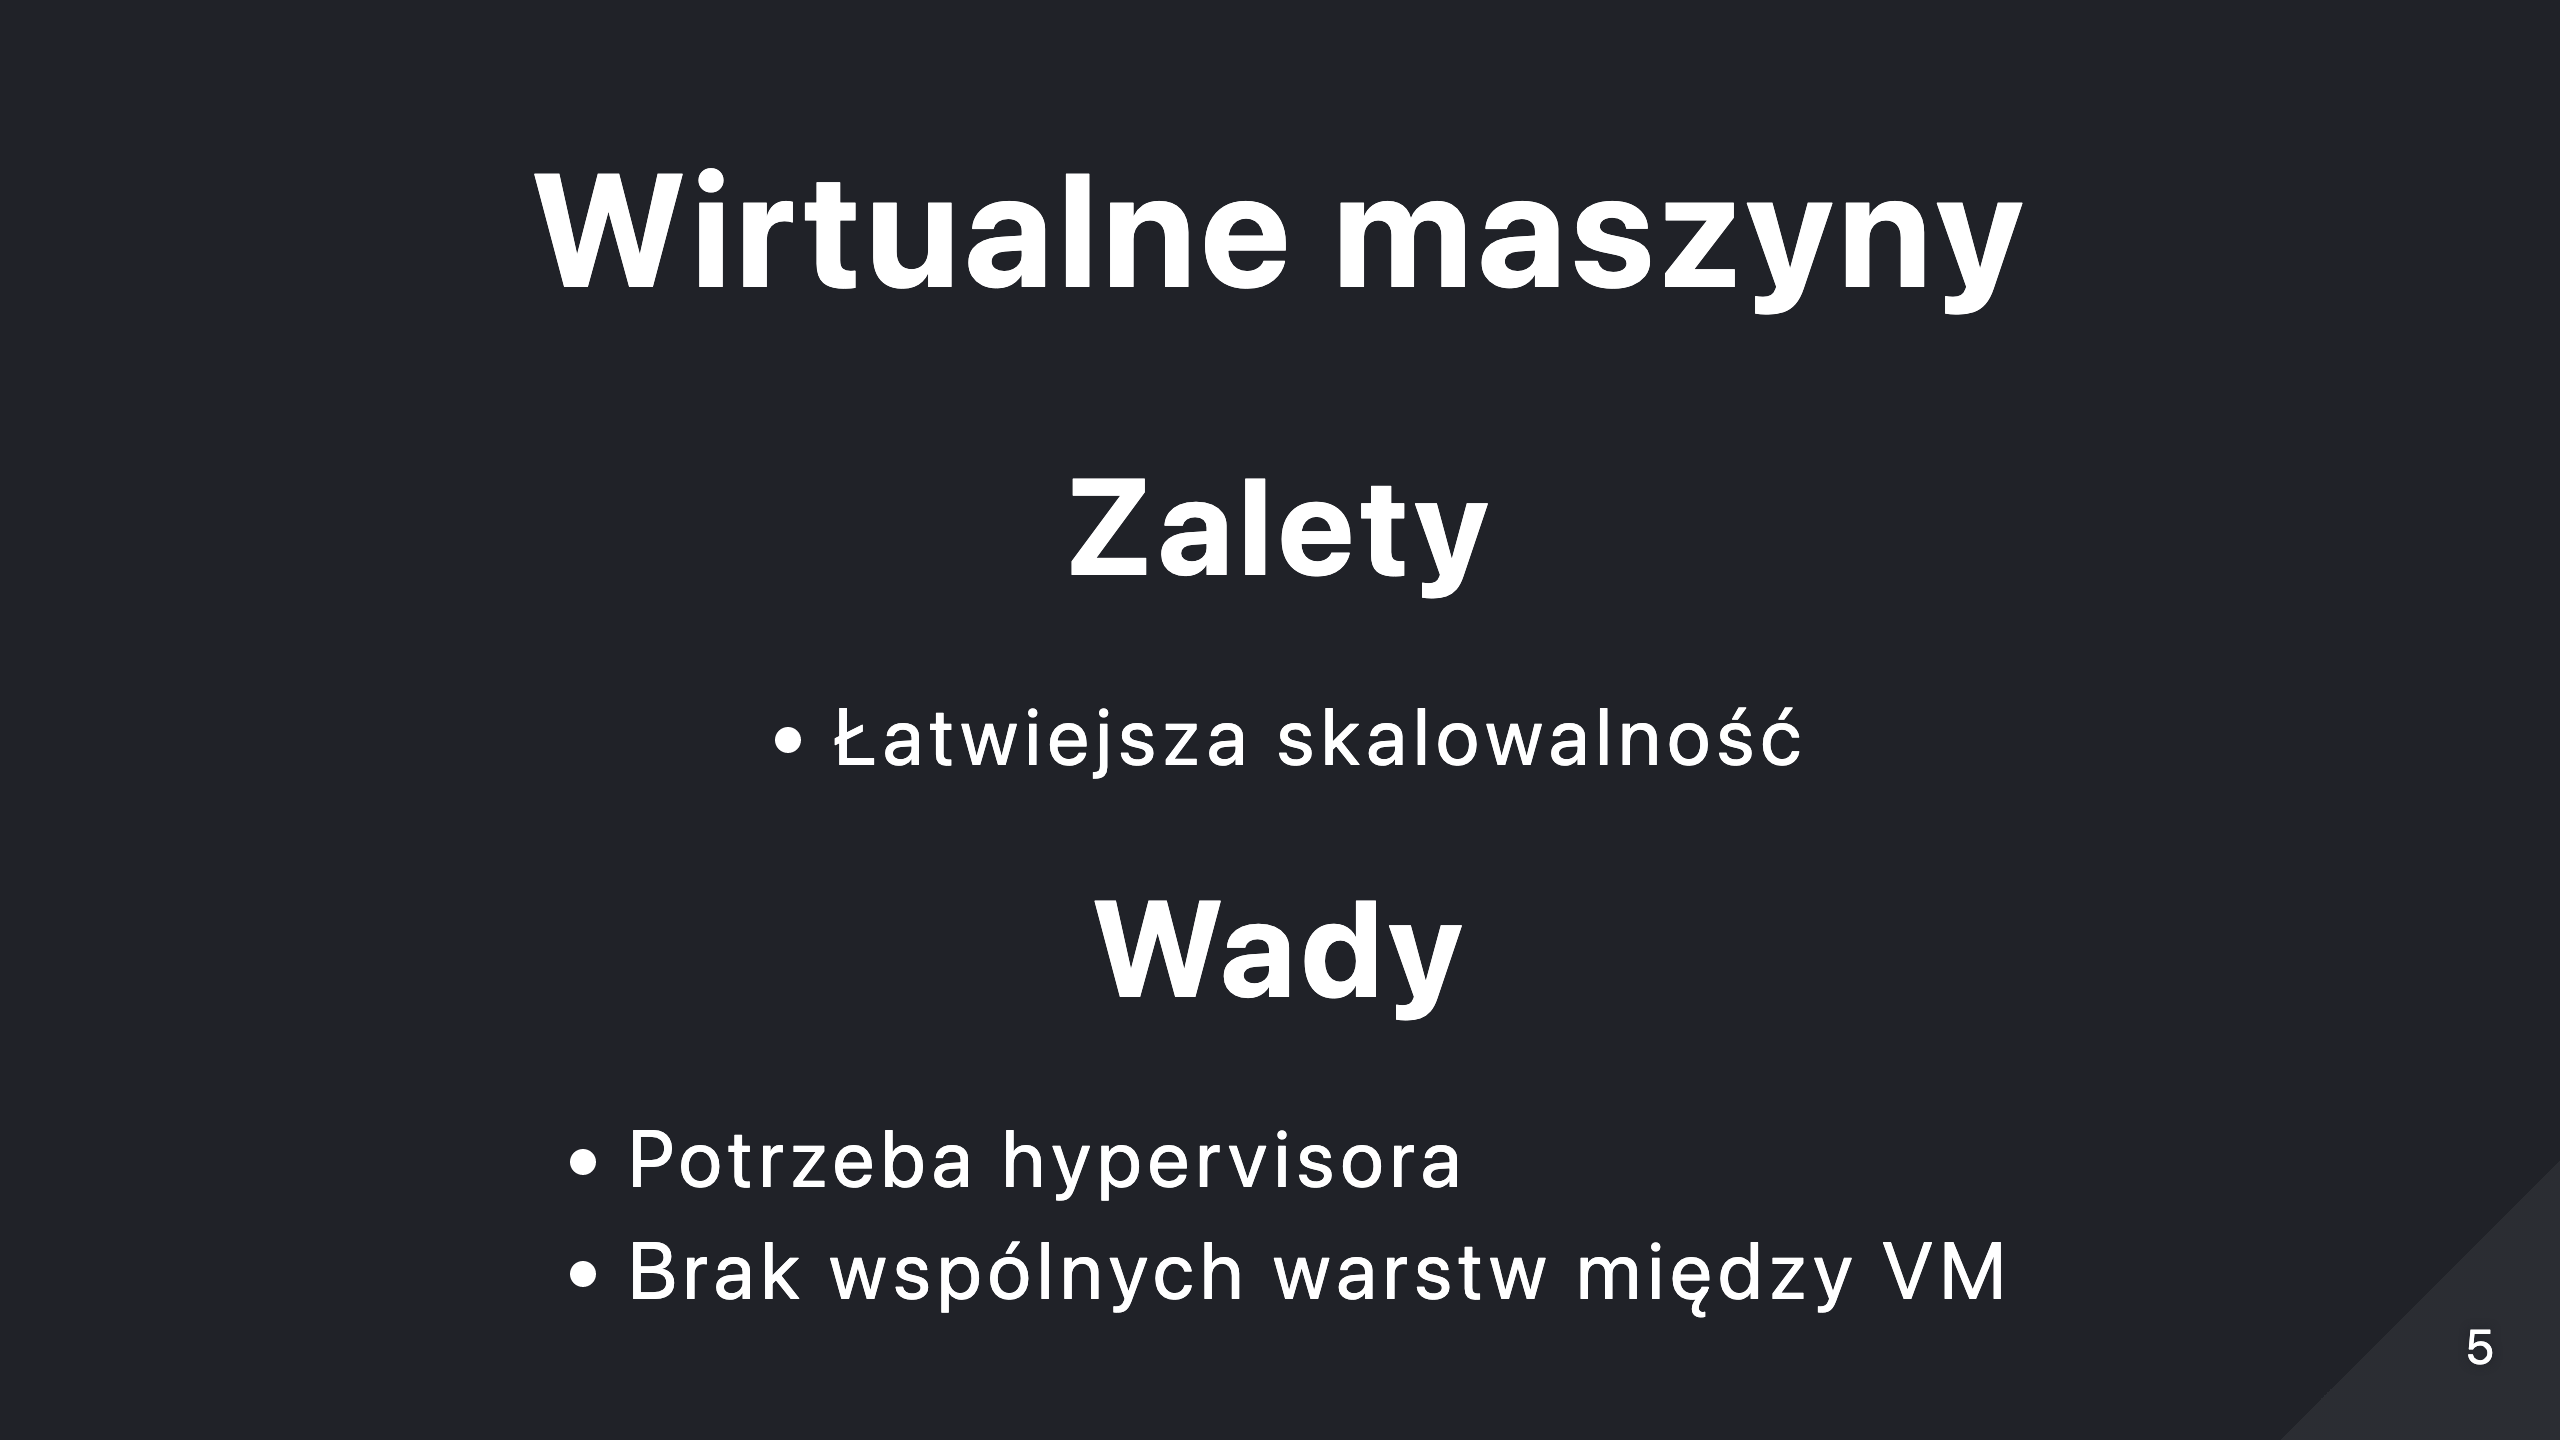 Wirtualne maszyny
Zalety
• Łatwiejsza skalowalność
Wady
• Potrzeba hypervisora
• Brak wspólnych warstw między VM
5